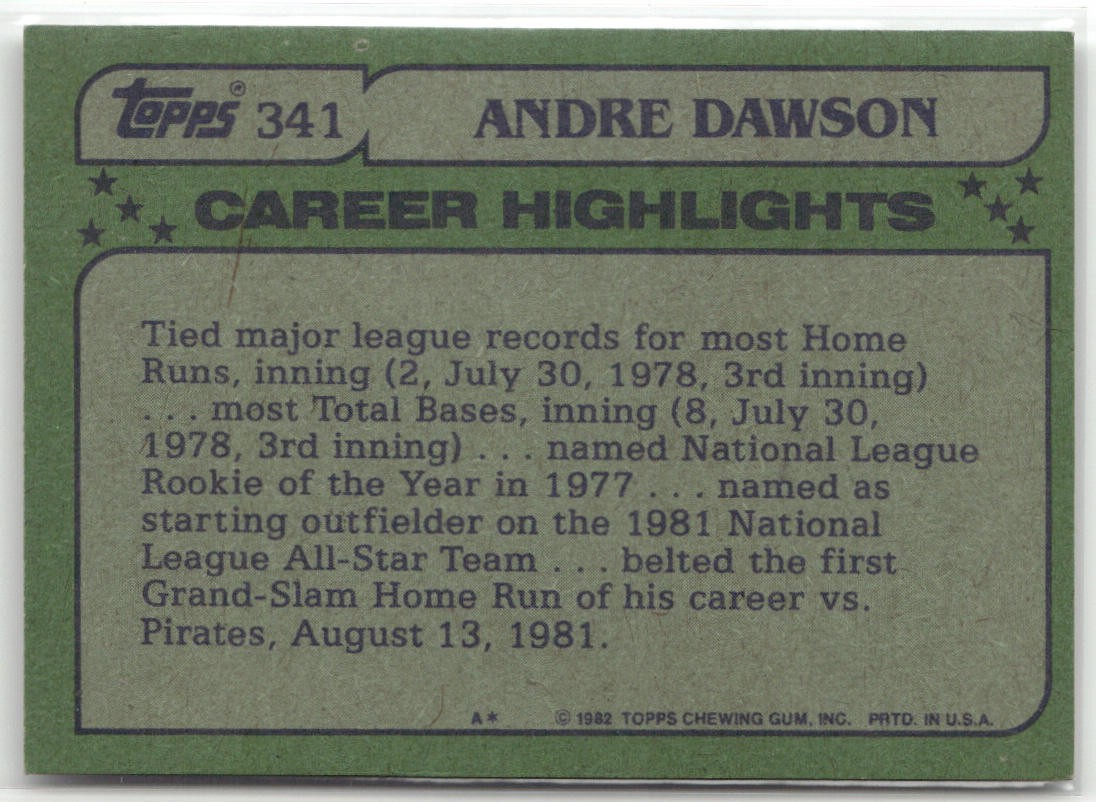 TOPPS® 341 ANDRE DAWSON
CAREER HIGHLIGHTS
Tied major league records for most Home
Runs, inning (2, July 30, 1978, 3rd inning)
. . . most Total Bases, inning (8, July 30,
1978, 3rd inning) . . . named National League
Rookie of the Year in 1977 . . . named as
starting outfielder on the 1981 National
League All-Star Team . . . belted the first
Grand-Slam Home Run of his career vs.
Pirates, August 13, 1981.
A* © 1982 TOPPS CHEWING GUM, INC. PRTD. IN U.S.A.